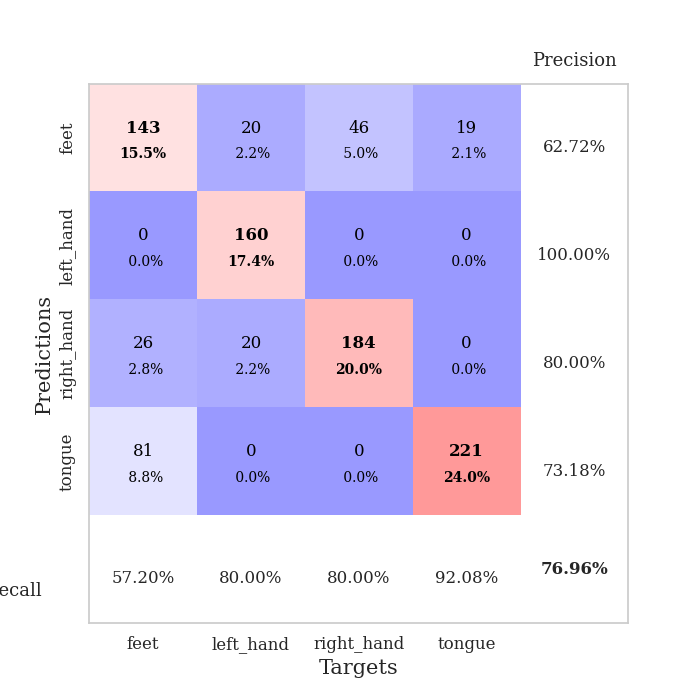 Precision
feet
143 20 46 19 62.72%
15.5% 2.2% 5.0% 2.1%
left_hand
0 160 0 0 100.00%
0.0% 17.4% 0.0% 0.0%
Predictions
right_hand
26 20 184 0 80.00%
2.8% 2.2% 20.0% 0.0%
tongue
81 0 0 221 73.18%
8.8% 0.0% 0.0% 24.0%
ecall 57.20% 80.00% 80.00% 92.08% 76.96%
feet left_hand right_hand tongue
Targets